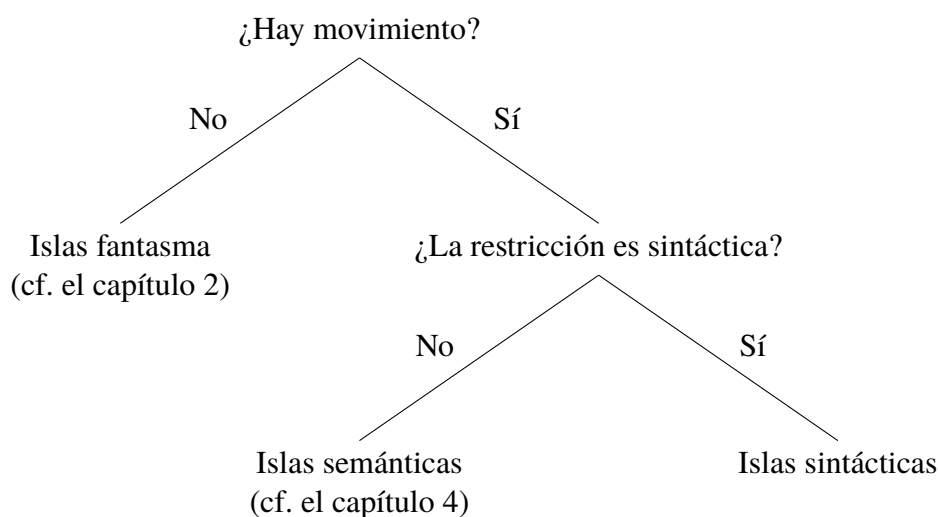 ¿Hay movimiento?
No
Sí
Islas fantasma
(cf. el capítulo 2)
¿La restricción es sintáctica?
No
Sí
Islas semánticas
(cf. el capítulo 4)
Islas sintácticas